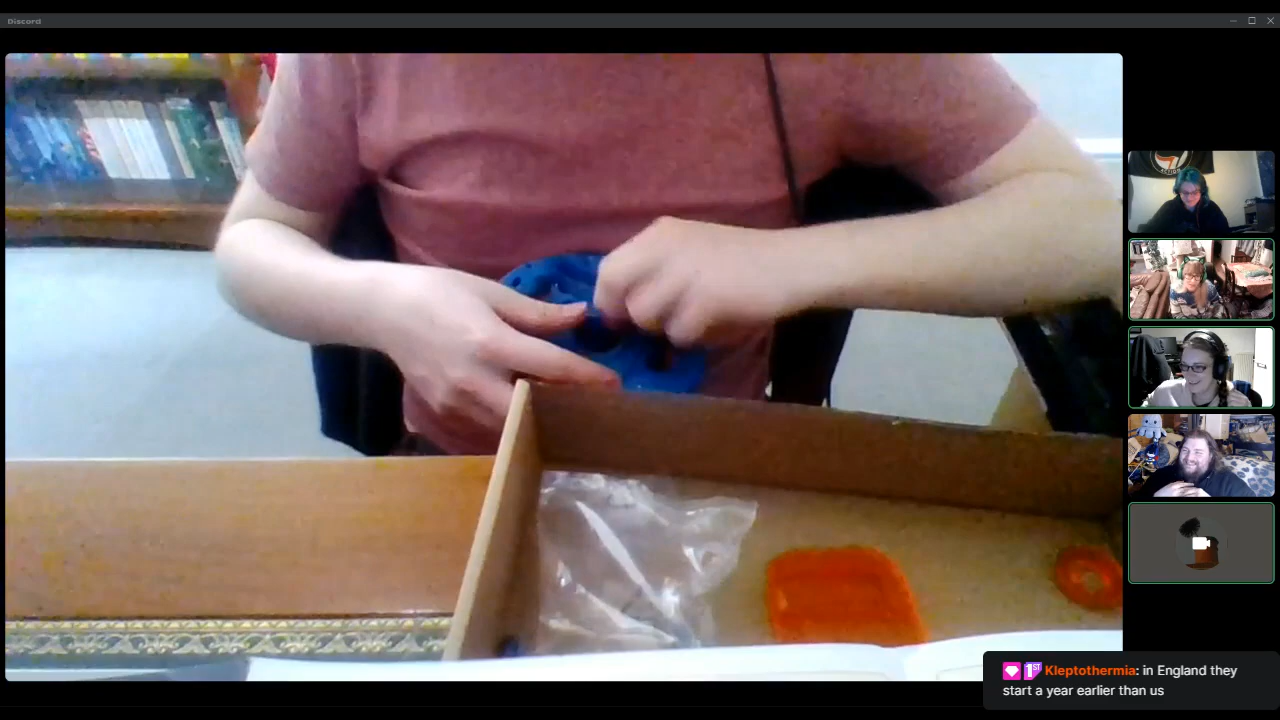 Discord
Kleptothermia: in England they
start a year earlier than us